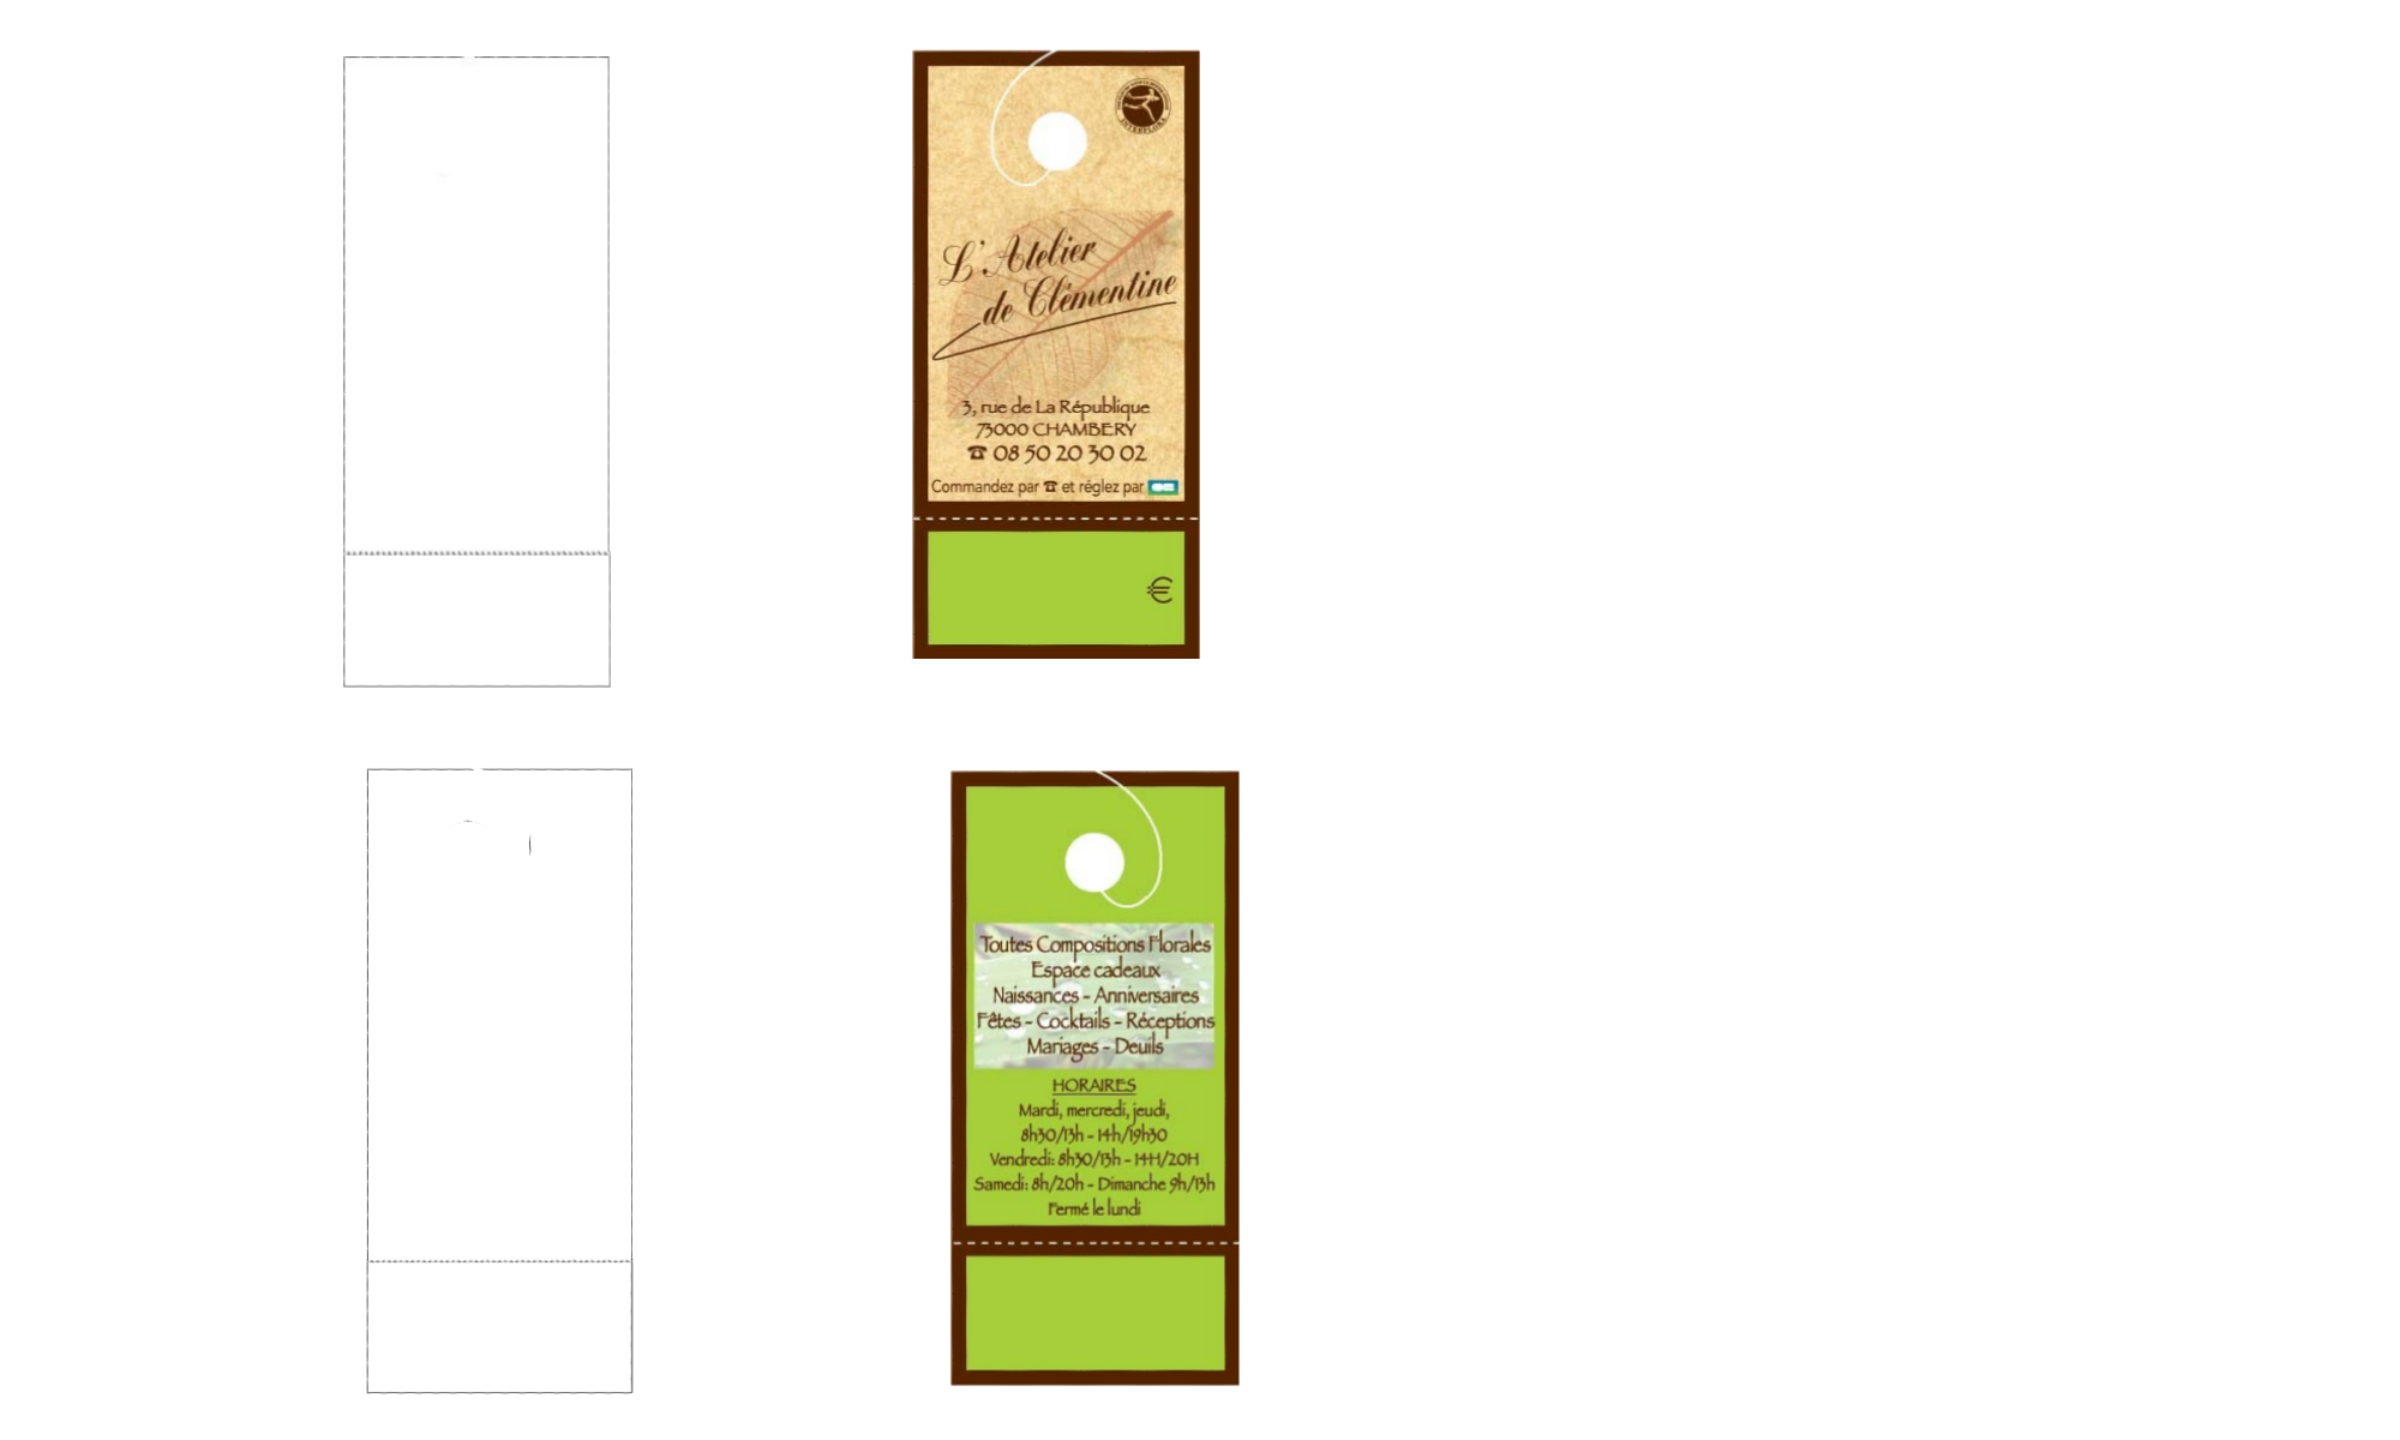 INTERFLORA
L'Atelier
de Clémentine
3, rue de La République
73000 CHAMBERY
☎ 08 50 20 30 02
Commandez par ☎ et réglez par
€
Toutes Compositions Florales
Espace cadeaux
Naissances - Anniversaires
Fêtes - Cocktails - Réceptions
Mariages - Deuils
HORAIRES
Mardi, mercredi, jeudi,
8h30/13h - 14h/19h30
Vendredi: 8h30/13h - 14H/20H
Samedi: 8h/20h - Dimanche 9h/13h
Fermé le lundi